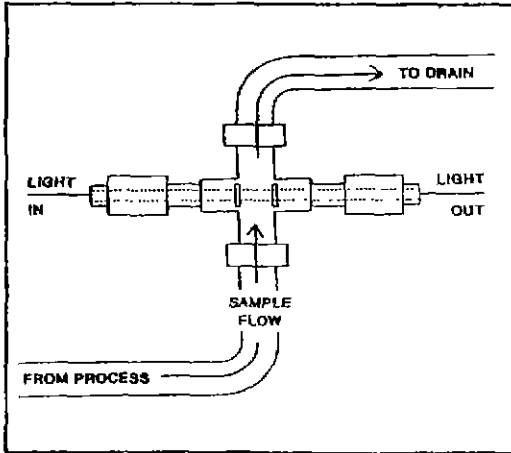 TO DRAIN
LIGHT
IN
LIGHT
OUT
SAMPLE
FLOW
FROM PROCESS